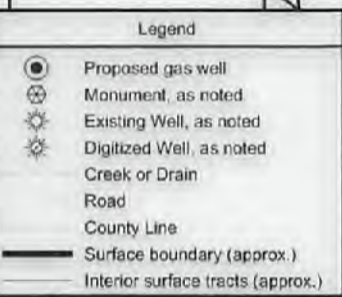 Legend
Proposed gas well
Monument, as noted
Existing Well, as noted
Digitized Well, as noted
Creek or Drain
Road
County Line
Surface boundary (approx.)
Interior surface tracts (approx.)